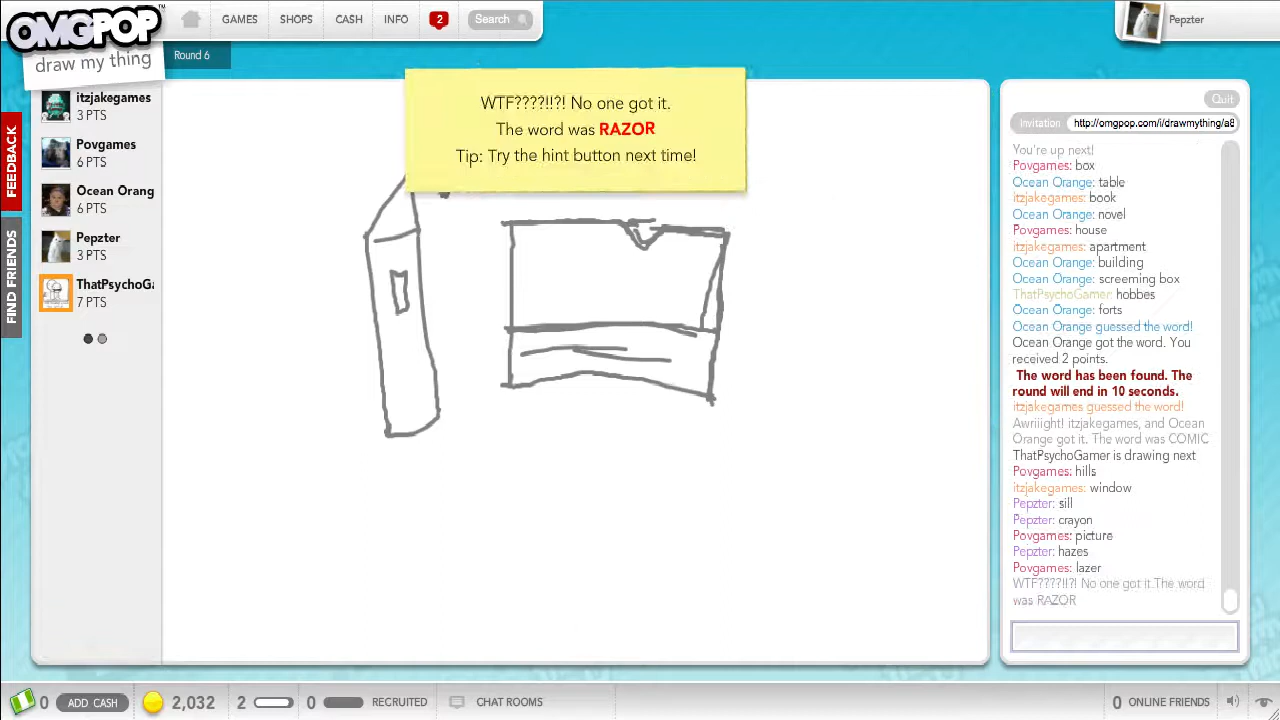 OMGPOP™
draw my thing
GAMES
SHOPS
CASH
INFO
2
Search
Pepzter
Round 6
FEEDBACK
FIND FRIENDS
itzjakegames
3 PTS
Povgames
6 PTS
Ocean Orang
6 PTS
Pepzter
3 PTS
ThatPsychoGa
7 PTS
WTF????!!?! No one got it.
The word was RAZOR
Tip: Try the hint button next time!
Quit
Invitation http://omgpop.com/i/drawmything/a8
You're up next!
Povgames: box
Ocean Orange: table
itzjakegames: book
Ocean Orange: novel
Povgames: house
itzjakegames: apartment
Ocean Orange: building
Ocean Orange: screeming box
ThatPsychoGamer: hobbes
Ocean Orange: forts
Ocean Orange guessed the word!
Ocean Orange got the word. You
received 2 points.
The word has been found. The
round will end in 10 seconds.
itzjakegames guessed the word!
Awriiight! itzjakegames, and Ocean
Orange got it. The word was COMIC
ThatPsychoGamer is drawing next
Povgames: hills
itzjakegames: window
Pepzter: sill
Pepzter: crayon
Povgames: picture
Pepzter: hazes
Povgames: lazer
WTF????!!?! No one got it.The word
was RAZOR
0 ADD CASH 2,032 2 0 RECRUITED CHAT ROOMS 0 ONLINE FRIENDS